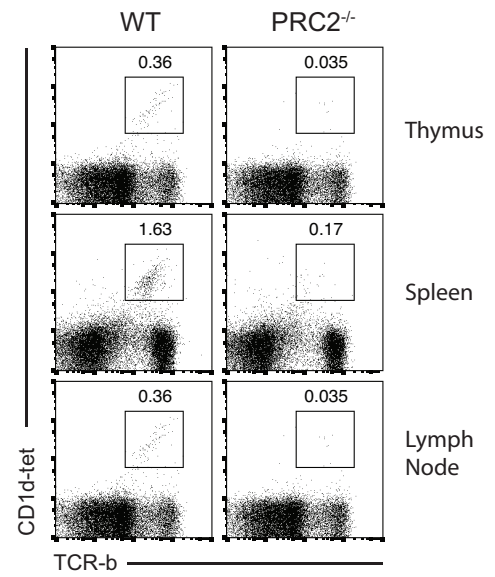 WT PRC2-/-
0.36 0.035
Thymus
1.63 0.17
Spleen
0.36 0.035
Lymph
Node
CD1d-tet
TCR-b